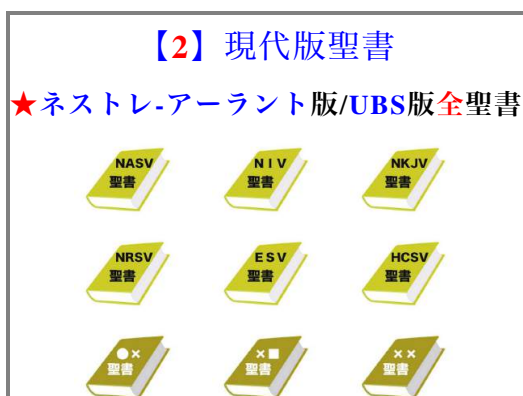 【2】現代版聖書
★ネストレ-アーラント版/UBS版全聖書
NASV
聖書
NIV
聖書
NKJV
聖書
NRSV
聖書
ESV
聖書
HCSV
聖書
●×
聖書
×■
聖書
××
聖書